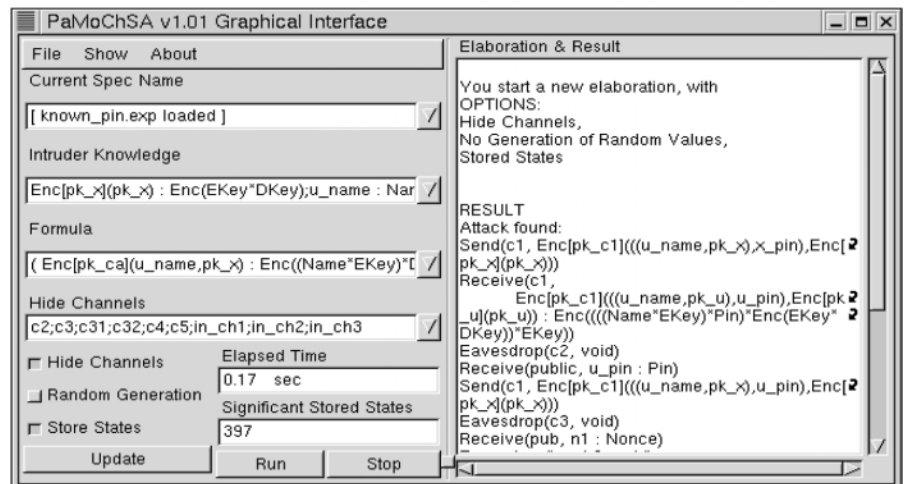 PaMoChSA v1.01 Graphical Interface
File Show About
Current Spec Name
[ known_pin.exp loaded ]
Intruder Knowledge
Enc[pk_x](pk_x) : Enc(EKey*DKey);u_name : Nar
Formula
( Enc[pk_ca](u_name,pk_x) : Enc((Name*EKey)*D
Hide Channels
c2;c3;c31;c32;c4;c5;in_ch1;in_ch2;in_ch3
Hide Channels
Random Generation
Store States
Elapsed Time
0.17 sec
Significant Stored States
397
Update
Run
Stop
Elaboration & Result
You start a new elaboration, with
OPTIONS:
Hide Channels,
No Generation of Random Values,
Stored States
RESULT
Attack found:
Send(c1, Enc[pk_c1](((u_name,pk_x),x_pin),Enc[
pk_x](pk_x)))
Receive(c1,
Enc[pk_c1](((u_name,pk_u),u_pin),Enc[pk
_u](pk_u)) : Enc((((Name*EKey)*Pin)*Enc(EKey*
DKey))*EKey))
Eavesdrop(c2, void)
Receive(public, u_pin : Pin)
Send(c1, Enc[pk_c1](((u_name,pk_x),u_pin),Enc[
pk_x](pk_x)))
Eavesdrop(c3, void)
Receive(pub, n1 : Nonce)